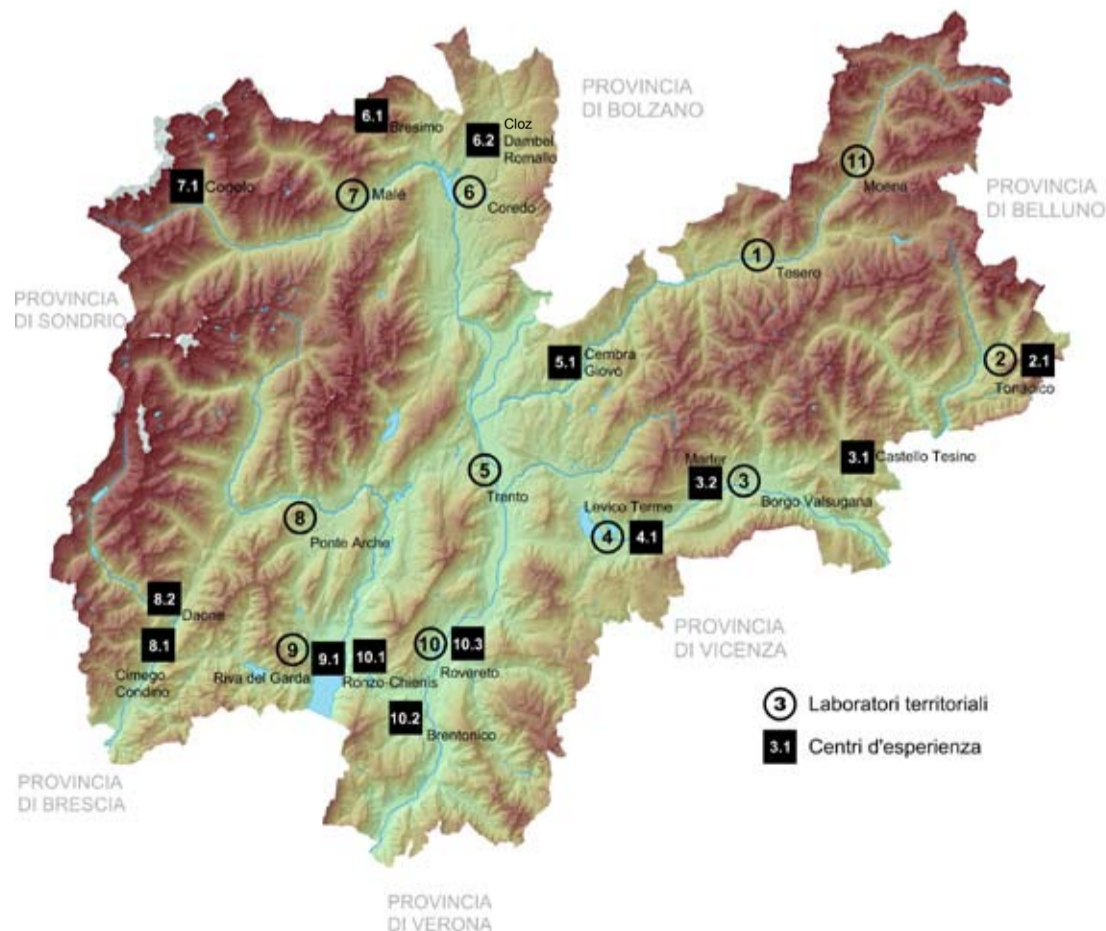 PROVINCIA
DI BOLZANO
6.1
Bresimo
6.2
Cloz
Dambel
Romallo
11
Moena
7.1
Cogolo
7
Malè
6
Coredo
PROVINCIA
DI BELLUNO
1
Tesero
PROVINCIA
DI SONDRIO
5.1
Cembra
Giovo
2
2.1
Tonadico
5
Trento
3.1
Castello Tesino
Marter
3.2
3
Borgo Valsugana
8
Ponte Arche
Levico Terme
4
4.1
8.2
Daone
8.1
Cimego
Condino
9
9.1
Riva del Garda
10.1
Ronzo-Chienis
10
10.3
Rovereto
PROVINCIA
DI VICENZA
10.2
Brentonico
3
Laboratori territoriali
3.1
Centri d'esperienza
PROVINCIA
DI BRESCIA
PROVINCIA
DI VERONA